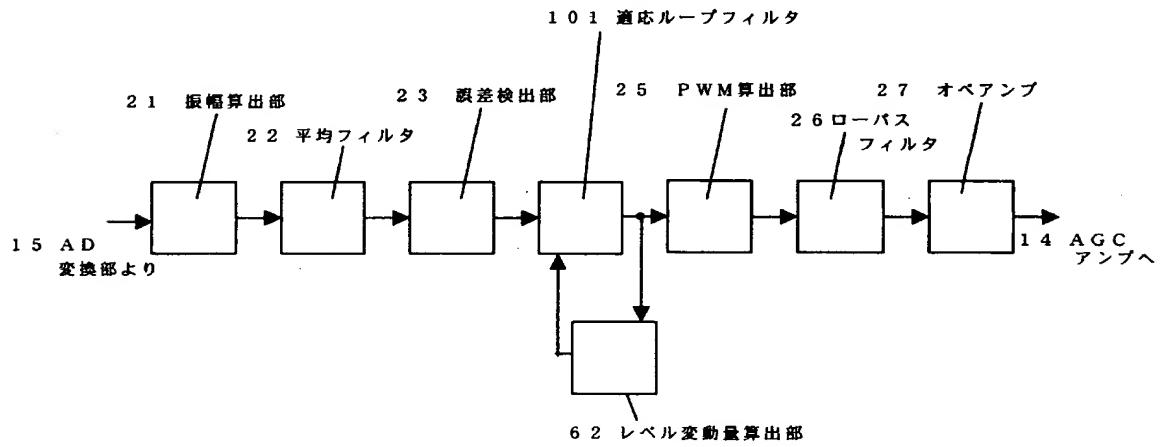 101 適応ループフィルタ
21 振幅算出部
22 平均フィルタ
23 誤差検出部
25 PWM算出部
26ローパス
フィルタ
27 オペアンプ
15 AD
変換部より
14 AGC
アンプへ
62 レベル変動量算出部